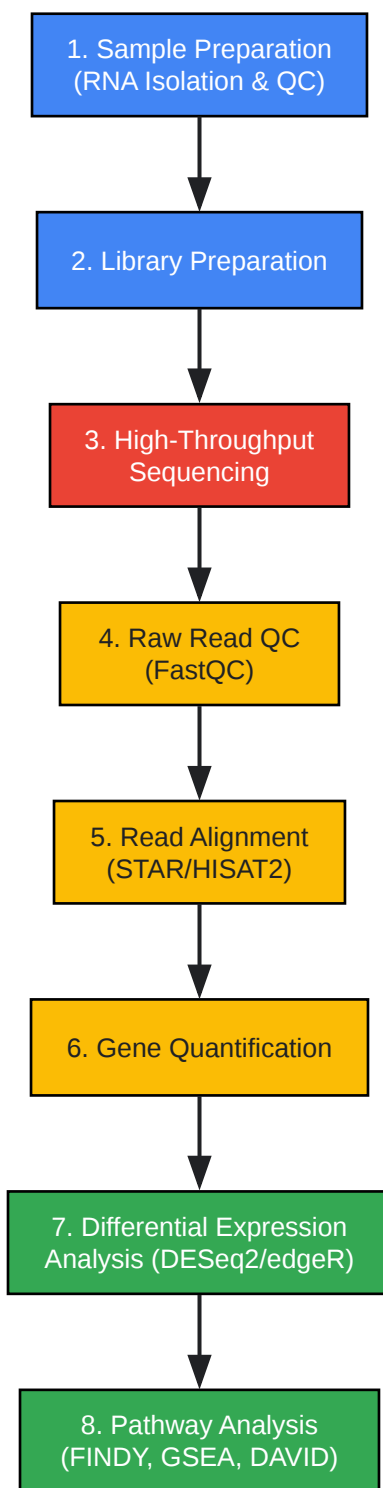 1. Sample Preparation
(RNA Isolation & QC)
2. Library Preparation
3. High-Throughput
Sequencing
4. Raw Read QC
(FastQC)
5. Read Alignment
(STAR/HISAT2)
6. Gene Quantification
7. Differential Expression
Analysis (DESeq2/edgeR)
8. Pathway Analysis
(FINDY, GSEA, DAVID)